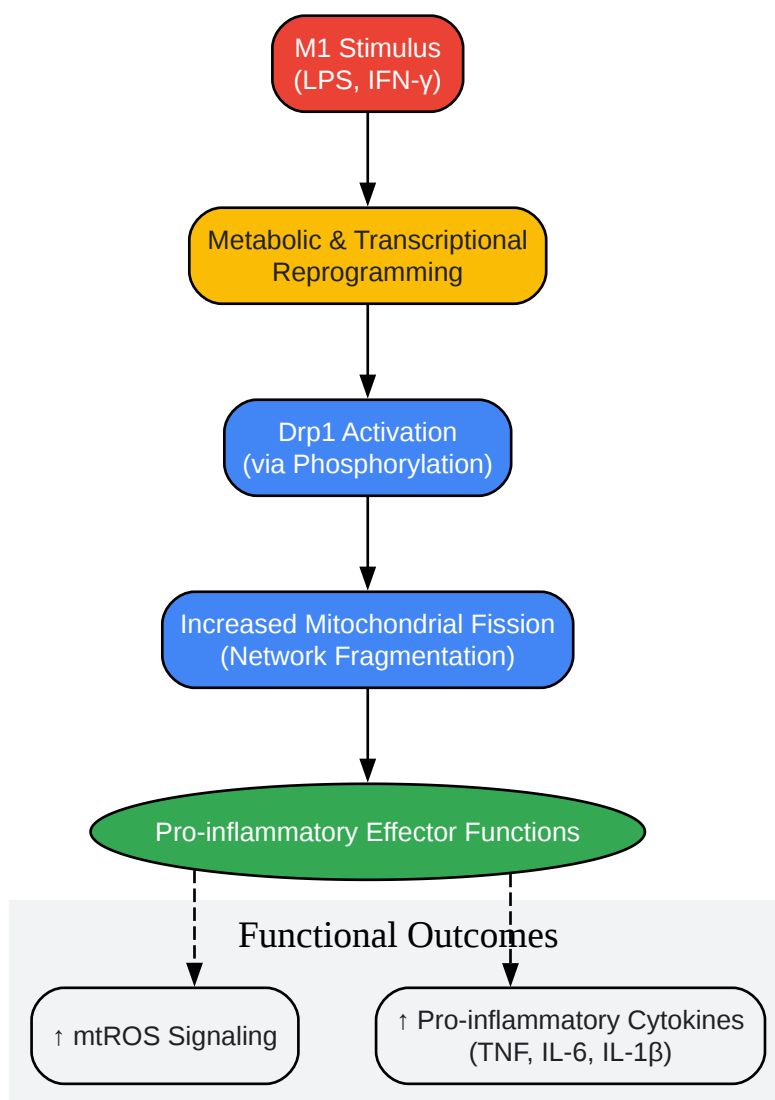 M1 Stimulus
(LPS, IFN-γ)
Metabolic & Transcriptional
Reprogramming
Drp1 Activation
(via Phosphorylation)
Increased Mitochondrial Fission
(Network Fragmentation)
Pro-inflammatory Effector Functions
Functional Outcomes
↑ mtROS Signaling
↑ Pro-inflammatory Cytokines
(TNF, IL-6, IL-1β)